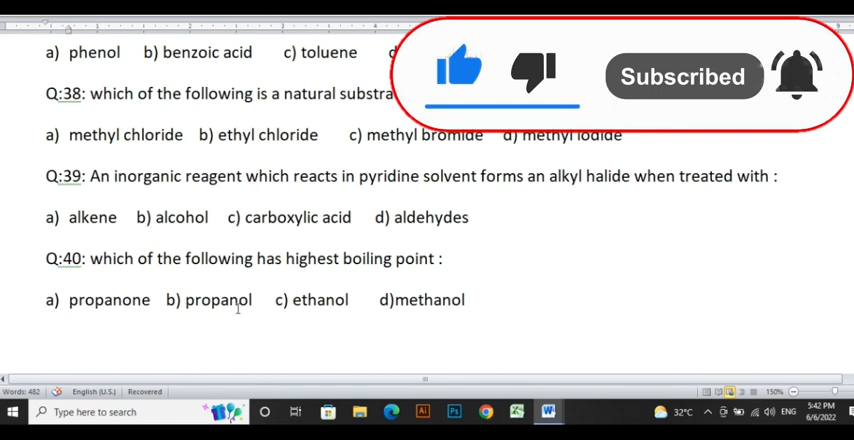 a) phenol b) benzoic acid c) toluene
Q:38: which of the following is a natural
a) methyl chloride b) ethyl chloride c) methyl bromide d) methyl iodide
Q:39: An inorganic reagent which reacts in pyridine solvent forms an alkyl halide when treated with :
a) alkene b) alcohol c) carboxylic acid d) aldehydes
Q:40: which of the following has highest boiling point :
a) propanone b) propanol c) ethanol d)methanol
Subscribed
Words: 482 English (U.S.) Recovered 150%
Type here to search 32°C ENG 5:42 PM
6/6/2022